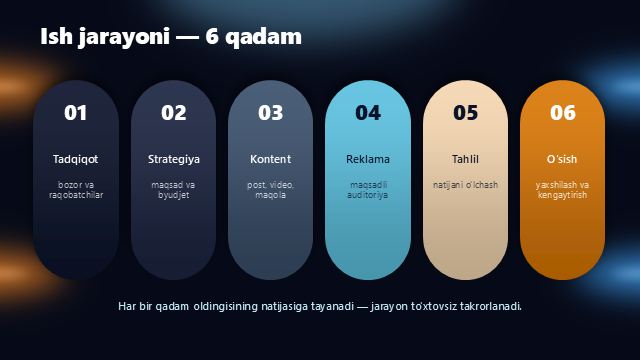 Ish jarayoni — 6 qadam
01
Tadqiqot
bozor va
raqobatchilar
02
Strategiya
maqsad va
byudjet
03
Kontent
post, video,
maqola
04
Reklama
maqsadli
auditoriya
05
Tahlil
natijani o'lchash
06
O'sish
yaxshilash va
kengaytirish
Har bir qadam oldingisining natijasiga tayanadi — jarayon to'xtovsiz takrorlanadi.